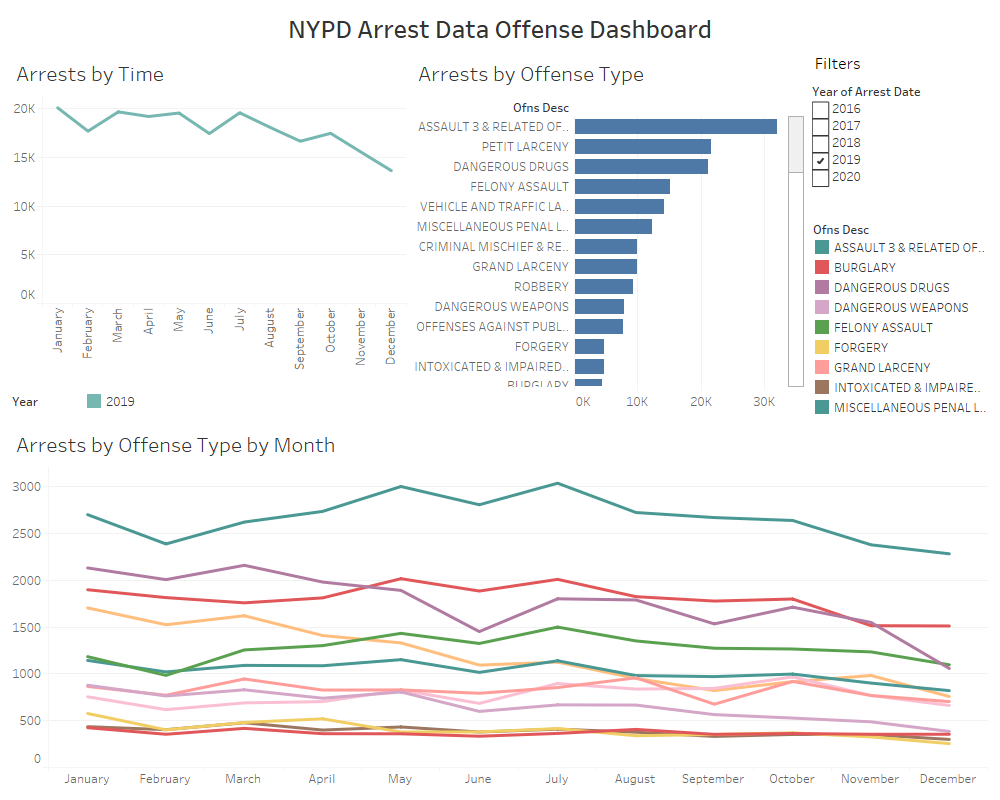 NYPD Arrest Data Offense Dashboard
Arrests by Time
20K
15K
10K
5K
0K
January
February
March
April
May
June
July
August
September
October
November
December
Year
2019
Arrests by Offense Type
Ofns Desc
ASSAULT 3 & RELATED OF..
PETIT LARCENY
DANGEROUS DRUGS
FELONY ASSAULT
VEHICLE AND TRAFFIC LA..
MISCELLANEOUS PENAL L..
CRIMINAL MISCHIEF & RE..
GRAND LARCENY
ROBBERY
DANGEROUS WEAPONS
OFFENSES AGAINST PUBL..
FORGERY
INTOXICATED & IMPAIRED..
BURGLARY
0K 10K 20K 30K
Filters
Year of Arrest Date
2016
2017
2018
2019
2020
Ofns Desc
ASSAULT 3 & RELATED OF..
BURGLARY
DANGEROUS DRUGS
DANGEROUS WEAPONS
FELONY ASSAULT
FORGERY
GRAND LARCENY
INTOXICATED & IMPAIRE..
MISCELLANEOUS PENAL L..
Arrests by Offense Type by Month
3000
2500
2000
1500
1000
500
0
January February March April May June July August September October November December